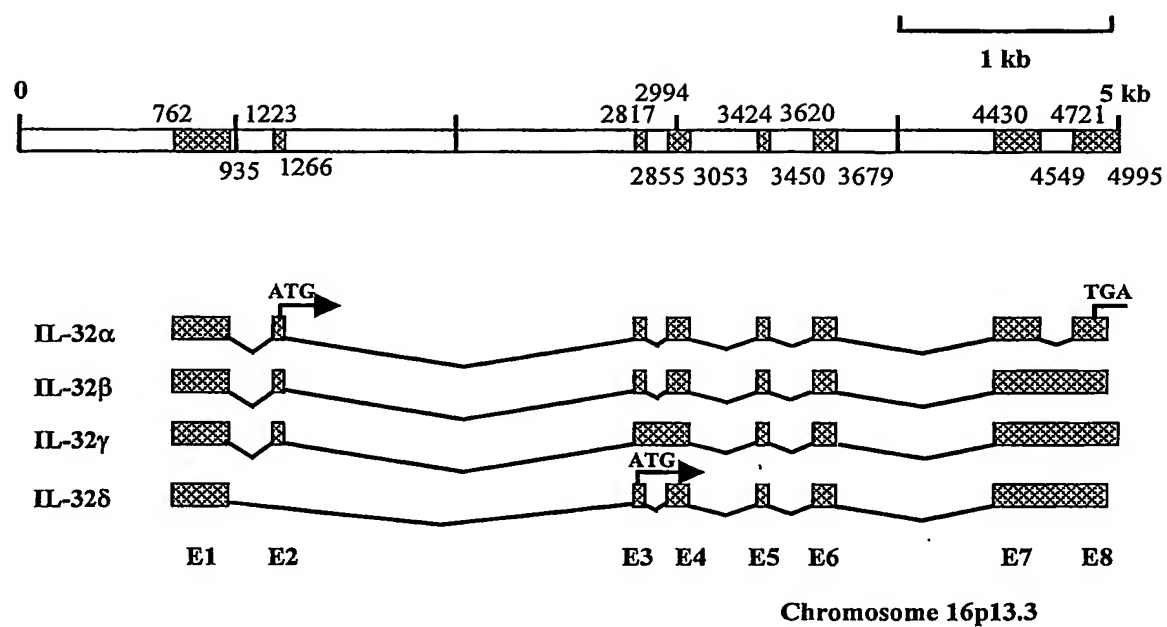 1 kb
0 762 1223 2817 2994 3424 3620 4430 4721 5 kb
935 1266 2855 3053 3450 3679 4549 4995
ATG TGA
IL-32α
IL-32β
IL-32γ
ATG
IL-32δ
E1 E2 E3 E4 E5 E6 E7 E8
Chromosome 16p13.3